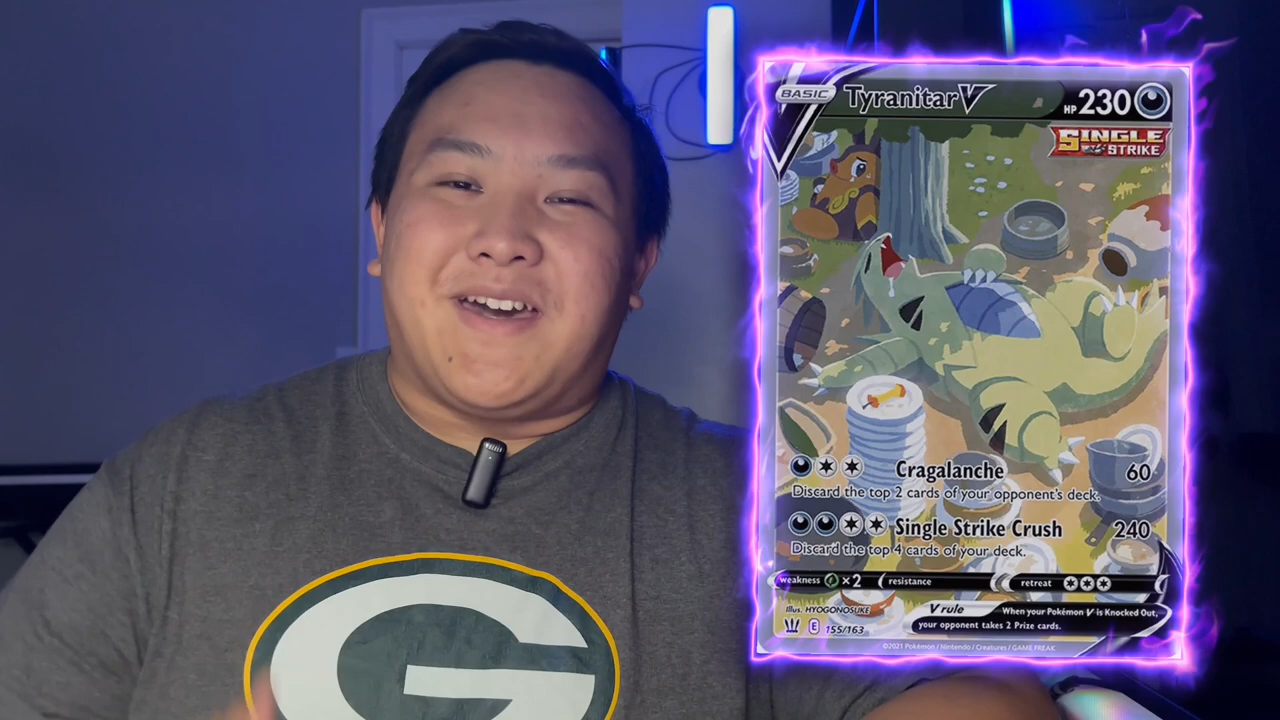 BASIC
Tyranitar V
HP 230
SINGLE
STRIKE
Cragalanche 60
Discard the top 2 cards of your opponent's deck.
Single Strike Crush 240
Discard the top 4 cards of your deck.
weakness ×2 resistance retreat
Illus. HYOGONOSUKE
V rule When your Pokémon V is Knocked Out,
your opponent takes 2 Prize cards.
E 155/163
©2021 Pokémon / Nintendo / Creatures / GAME FREAK
G